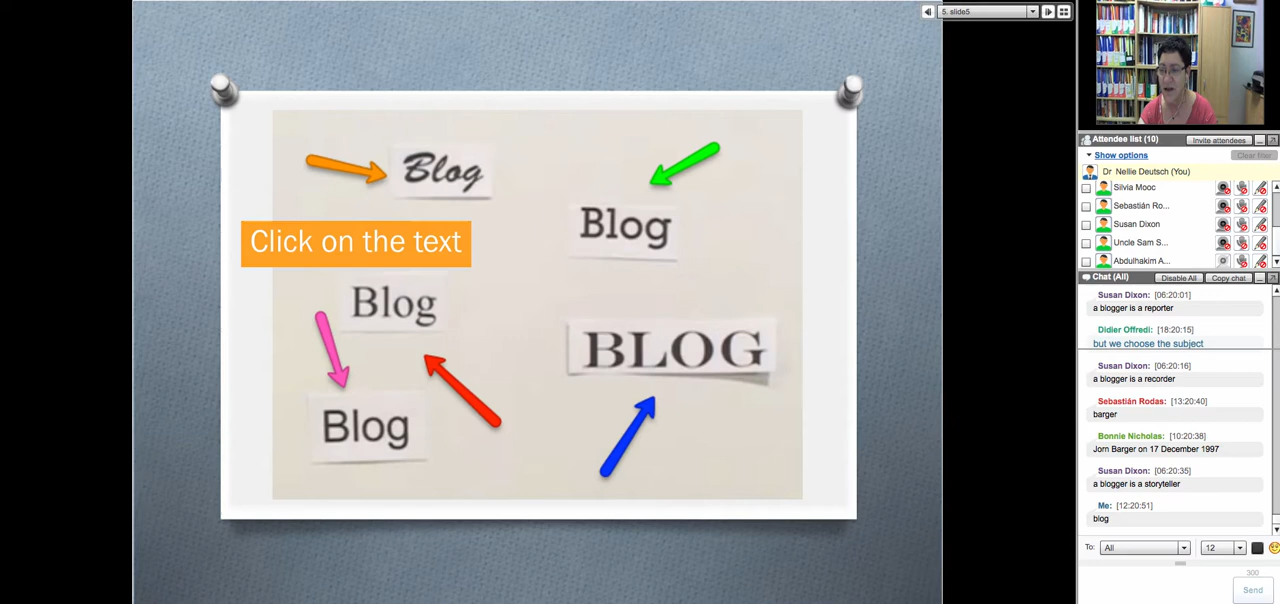 5. slide5
Blog
Blog
Click on the text
Blog
BLOG
Blog
Attendee list (10)
Invite attendees
Show options
Clear filter
Dr Nellie Deutsch (You)
Silvia Mooc
Sebastián Ro...
Susan Dixon
Uncle Sam S...
Abdulhakim A...
Chat (All)
Disable All
Copy chat
Susan Dixon: [06:20:01]
a blogger is a reporter
Didier Offredi: [18:20:15]
but we choose the subject
Susan Dixon: [06:20:16]
a blogger is a recorder
Sebastián Rodas: [13:20:40]
barger
Bonnie Nicholas: [10:20:38]
Jorn Barger on 17 December 1997
Susan Dixon: [06:20:35]
a blogger is a storyteller
Me: [12:20:51]
blog
To: All 12
300
Send